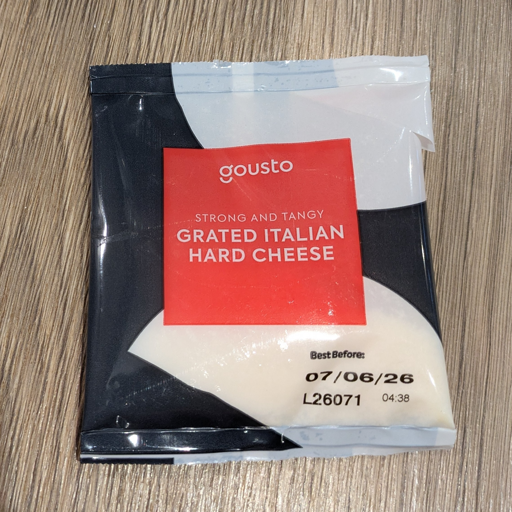 gousto
STRONG AND TANGY
GRATED ITALIAN
HARD CHEESE
Best Before:
07/06/26
L26071 04:38